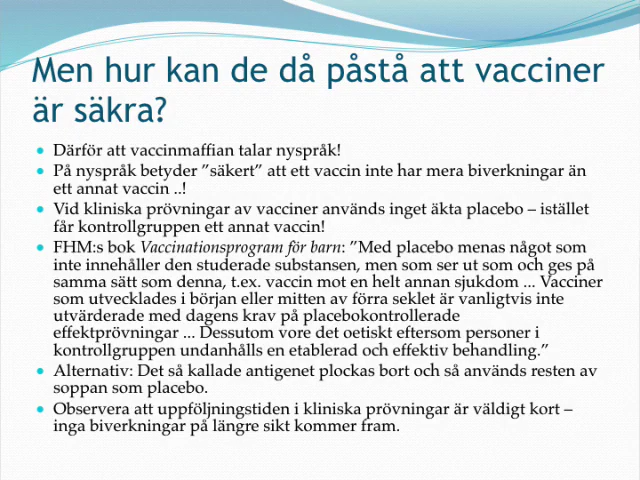 Men hur kan de då påstå att vacciner
är säkra?
Därför att vaccinmaffian talar nyspråk!
På nyspråk betyder ”säkert” att ett vaccin inte har mera biverkningar än
ett annat vaccin ..!
Vid kliniska prövningar av vacciner används inget äkta placebo – istället
får kontrollgruppen ett annat vaccin!
FHM:s bok Vaccinationsprogram för barn: ”Med placebo menas något som
inte innehåller den studerade substansen, men som ser ut som och ges på
samma sätt som denna, t.ex. vaccin mot en helt annan sjukdom ... Vacciner
som utvecklades i början eller mitten av förra seklet är vanligtvis inte
utvärderade med dagens krav på placebokontrollerade
effektprövningar ... Dessutom vore det oetiskt eftersom personer i
kontrollgruppen undanhålls en etablerad och effektiv behandling.”
Alternativ: Det så kallade antigenet plockas bort och så används resten av
soppan som placebo.
Observera att uppföljningstiden i kliniska prövningar är väldigt kort –
inga biverkningar på längre sikt kommer fram.